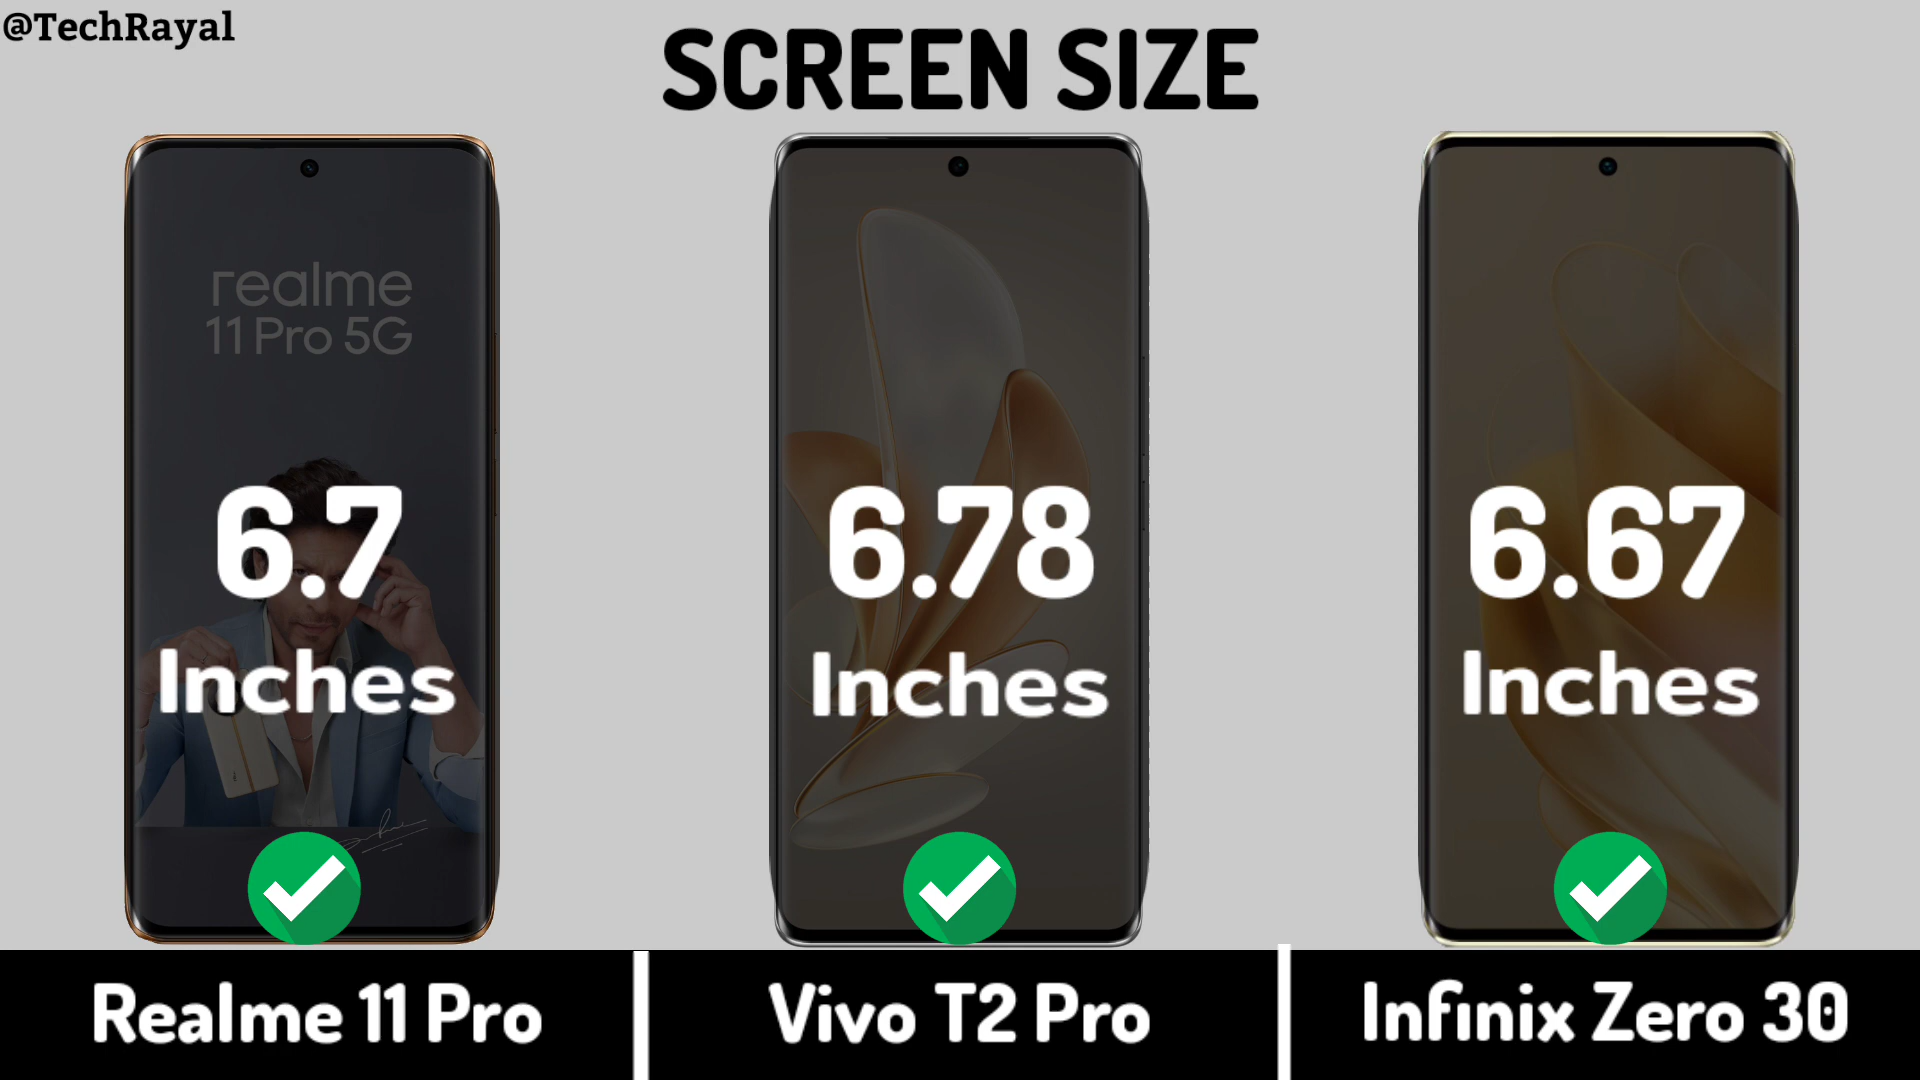 @TechRayal
SCREEN SIZE
realme
11 Pro 5G
6.7
Inches
6.78
Inches
6.67
Inches
Realme 11 Pro
Vivo T2 Pro
Infinix Zero 30